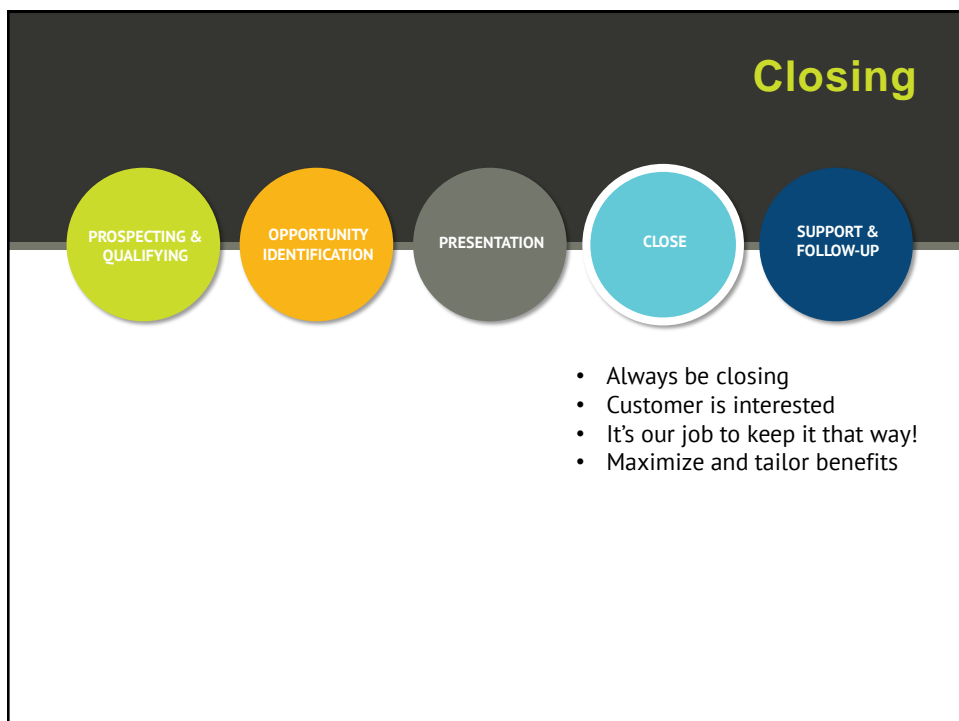 Closing
PROSPECTING &
QUALIFYING
OPPORTUNITY
IDENTIFICATION
PRESENTATION
CLOSE
SUPPORT &
FOLLOW-UP
• Always be closing
• Customer is interested
• It’s our job to keep it that way!
• Maximize and tailor benefits